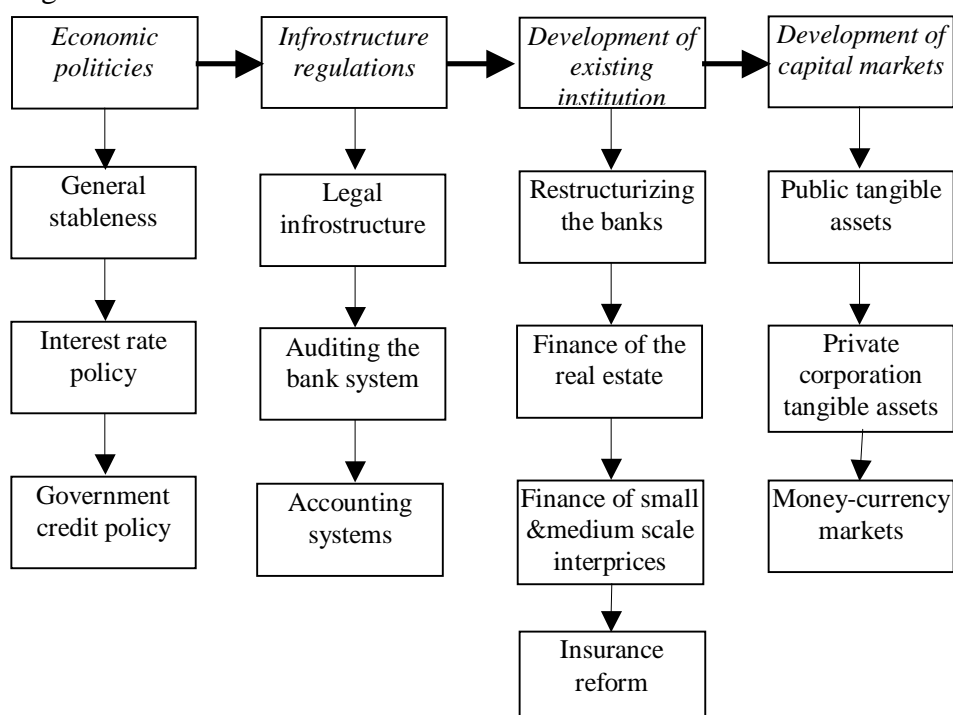 Economic
politicies
Infrostructure
regulations
Development of
existing
institution
Development of
capital markets
General
stableness
Legal
infrostructure
Restructurizing
the banks
Public tangible
assets
Interest rate
policy
Auditing the
bank system
Finance of the
real estate
Private
corporation
tangible assets
Government
credit policy
Accounting
systems
Finance of small
&medium scale
interprices
Money-currency
markets
Insurance
reform